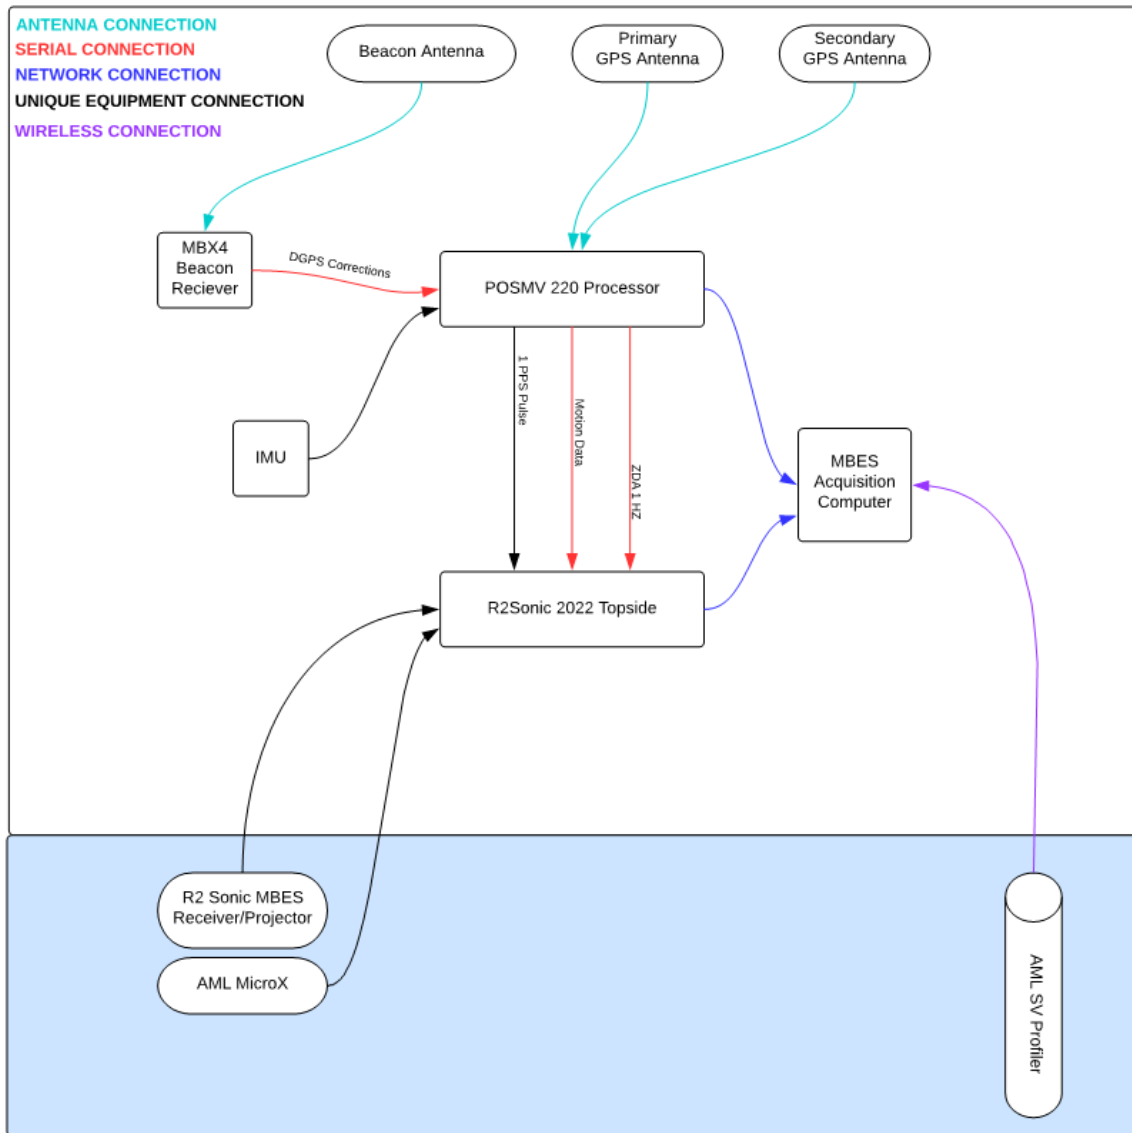 ANTENNA CONNECTION
SERIAL CONNECTION
NETWORK CONNECTION
UNIQUE EQUIPMENT CONNECTION
WIRELESS CONNECTION
Beacon Antenna
Primary
GPS Antenna
Secondary
GPS Antenna
MBX4
Beacon
Reciever
DGPS Corrections
POSMV 220 Processor
1 PPS Pulse
Motion Data
ZDA 1 HZ
IMU
MBES
Acquisition
Computer
R2Sonic 2022 Topside
R2 Sonic MBES
Receiver/Projector
AML MicroX
AML SV Profiler